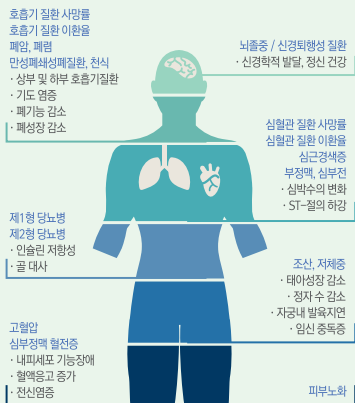 호흡기 질환 사망률
호흡기 질환 이환율
폐암, 폐렴
만성폐쇄성폐질환, 천식
· 상부 및 하부 호흡기질환
· 기도 염증
· 폐기능 감소
· 폐성장 감소
뇌졸중 / 신경퇴행성 질환
· 신경학적 발달, 정신 건강
심혈관 질환 사망률
심혈관 질환 이환율
심근경색증
부정맥, 심부전
· 심박수의 변화
· ST-절의 하강
제1형 당뇨병
제2형 당뇨병
· 인슐린 저항성
· 골 대사
조산, 저체중
· 태아성장 감소
· 정자 수 감소
· 자궁내 발육지연
· 임신 중독증
고혈압
심부정맥 혈전증
· 내피세포 기능장애
· 혈액응고 증가
· 전신염증
피부노화